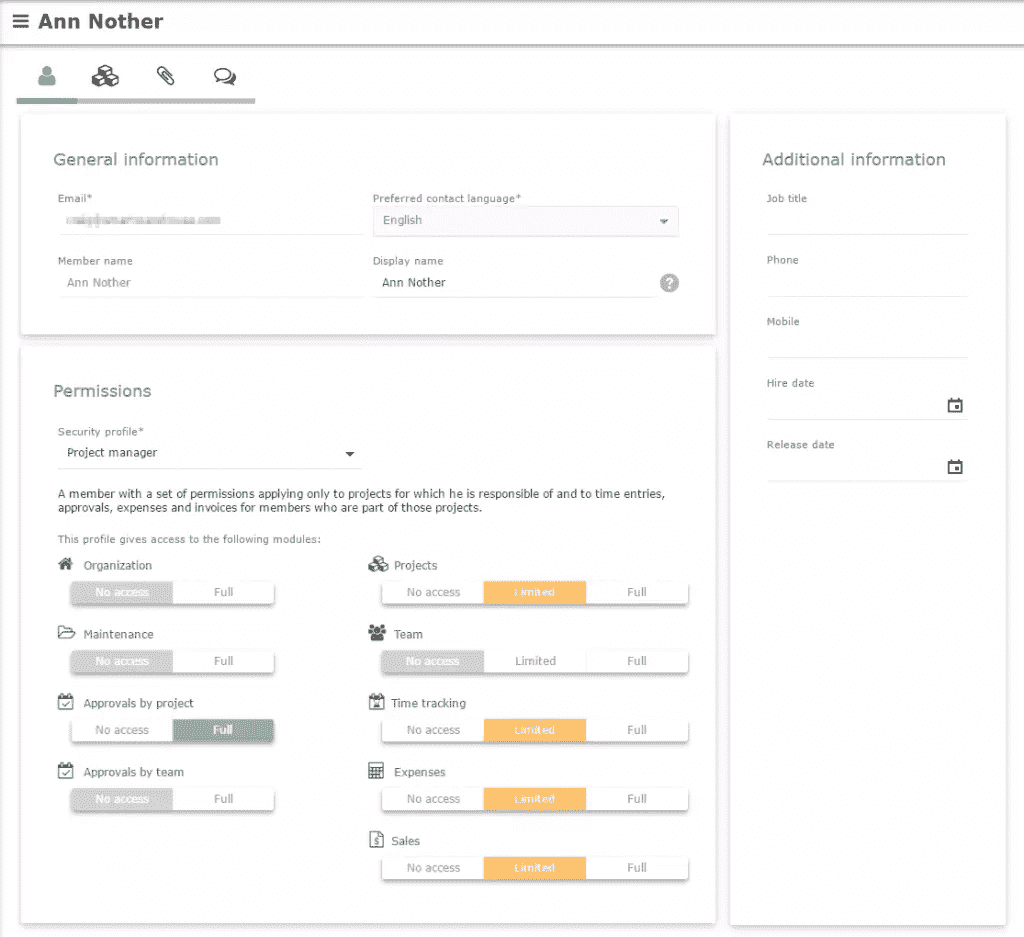 Ann Nother
General information
Email*
Preferred contact language*
English
Member name
Ann Nother
Display name
Ann Nother
?
Permissions
Security profile*
Project manager
A member with a set of permissions applying only to projects for which he is responsible of and to time entries,
approvals, expenses and invoices for members who are part of those projects.
This profile gives access to the following modules:
Organization
No access Full
Projects
No access Limited Full
Maintenance
No access Full
Team
No access Limited Full
Approvals by project
No access Full
Time tracking
No access Limited Full
Approvals by team
No access Full
Expenses
No access Limited Full
Sales
No access Limited Full
Additional information
Job title
Phone
Mobile
Hire date
Release date